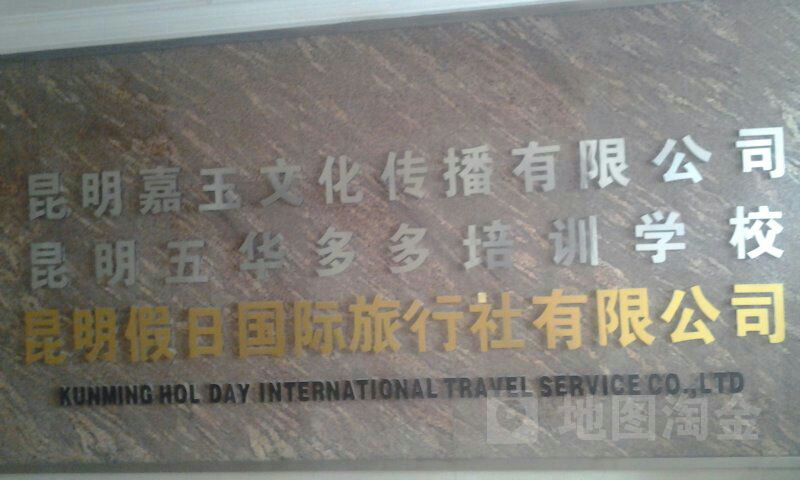 昆明嘉玉文化传播有限公司
昆明五华多多培训学校
昆明假日国际旅行社有限公司
KUNMING HOL DAY INTERNATIONAL TRAVEL SERVICE CO.,LTD
地图淘金